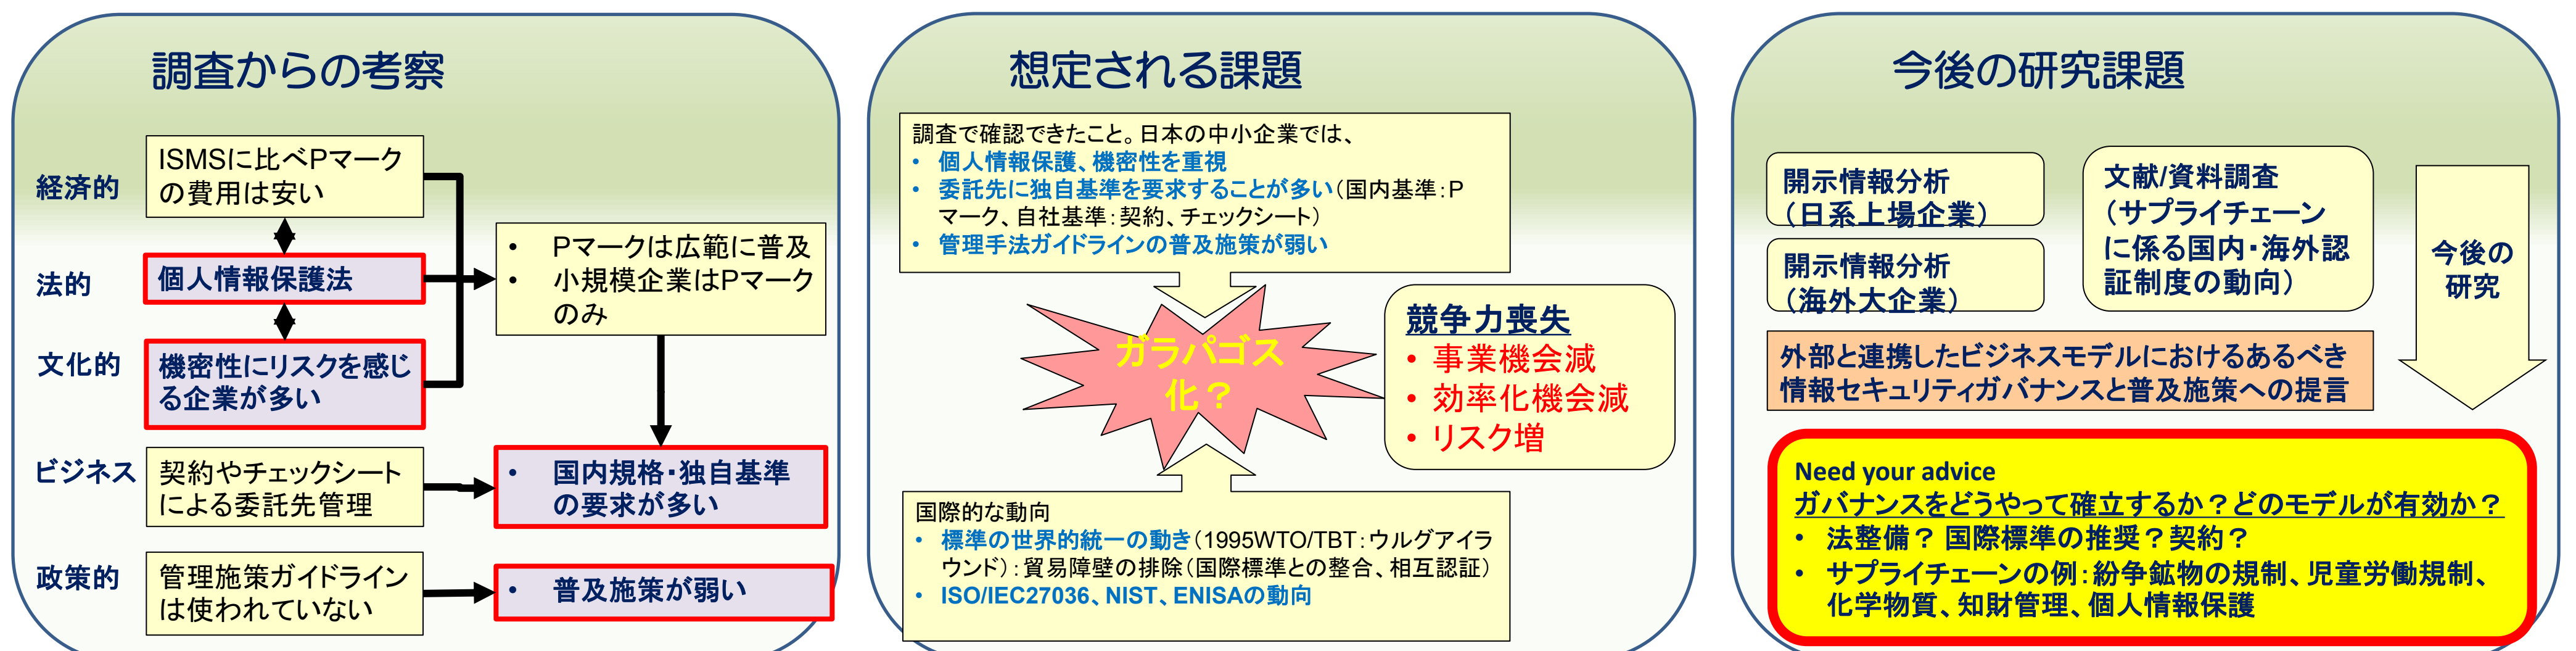 調査からの考察
経済的
ISMSに比べPマーク
の費用は安い
法的
個人情報保護法
文化的
機密性にリスクを感じ
る企業が多い
• Pマークは広範に普及
• 小規模企業はPマーク
のみ
ビジネス
契約やチェックシート
による委託先管理
• 国内規格・独自基準
の要求が多い
政策的
管理施策ガイドライン
は使われていない
• 普及施策が弱い
想定される課題
調査で確認できたこと。日本の中小企業では、
• 個人情報保護、機密性を重視
• 委託先に独自基準を要求することが多い（国内基準：P
マーク、自社基準：契約、チェックシート）
• 管理手法ガイドラインの普及施策が弱い
ガラパゴス
化？
競争力喪失
• 事業機会減
• 効率化機会減
• リスク増
国際的な動向
• 標準の世界的統一の動き（1995WTO/TBT：ウルグアイラ
ウンド）：貿易障壁の排除（国際標準との整合、相互認証）
• ISO/IEC27036、NIST、ENISAの動向
今後の研究課題
開示情報分析
（日系上場企業）
開示情報分析
（海外大企業）
文献/資料調査
（サプライチェーン
に係る国内・海外認
証制度の動向）
今後の
研究
外部と連携したビジネスモデルにおけるあるべき
情報セキュリティガバナンスと普及施策への提言
Need your advice
ガバナンスをどうやって確立するか？どのモデルが有効か？
• 法整備？ 国際標準の推奨？契約？
• サプライチェーンの例：紛争鉱物の規制、児童労働規制、
化学物質、知財管理、個人情報保護